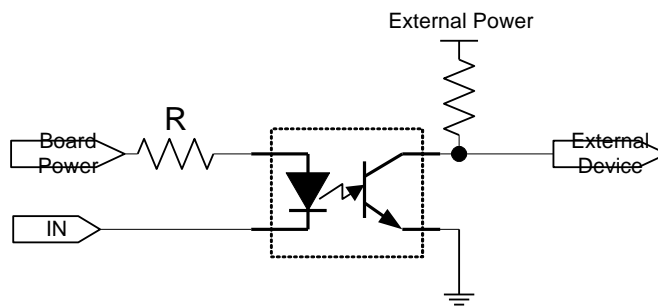 External Power
R
Board
Power
External
Device
IN